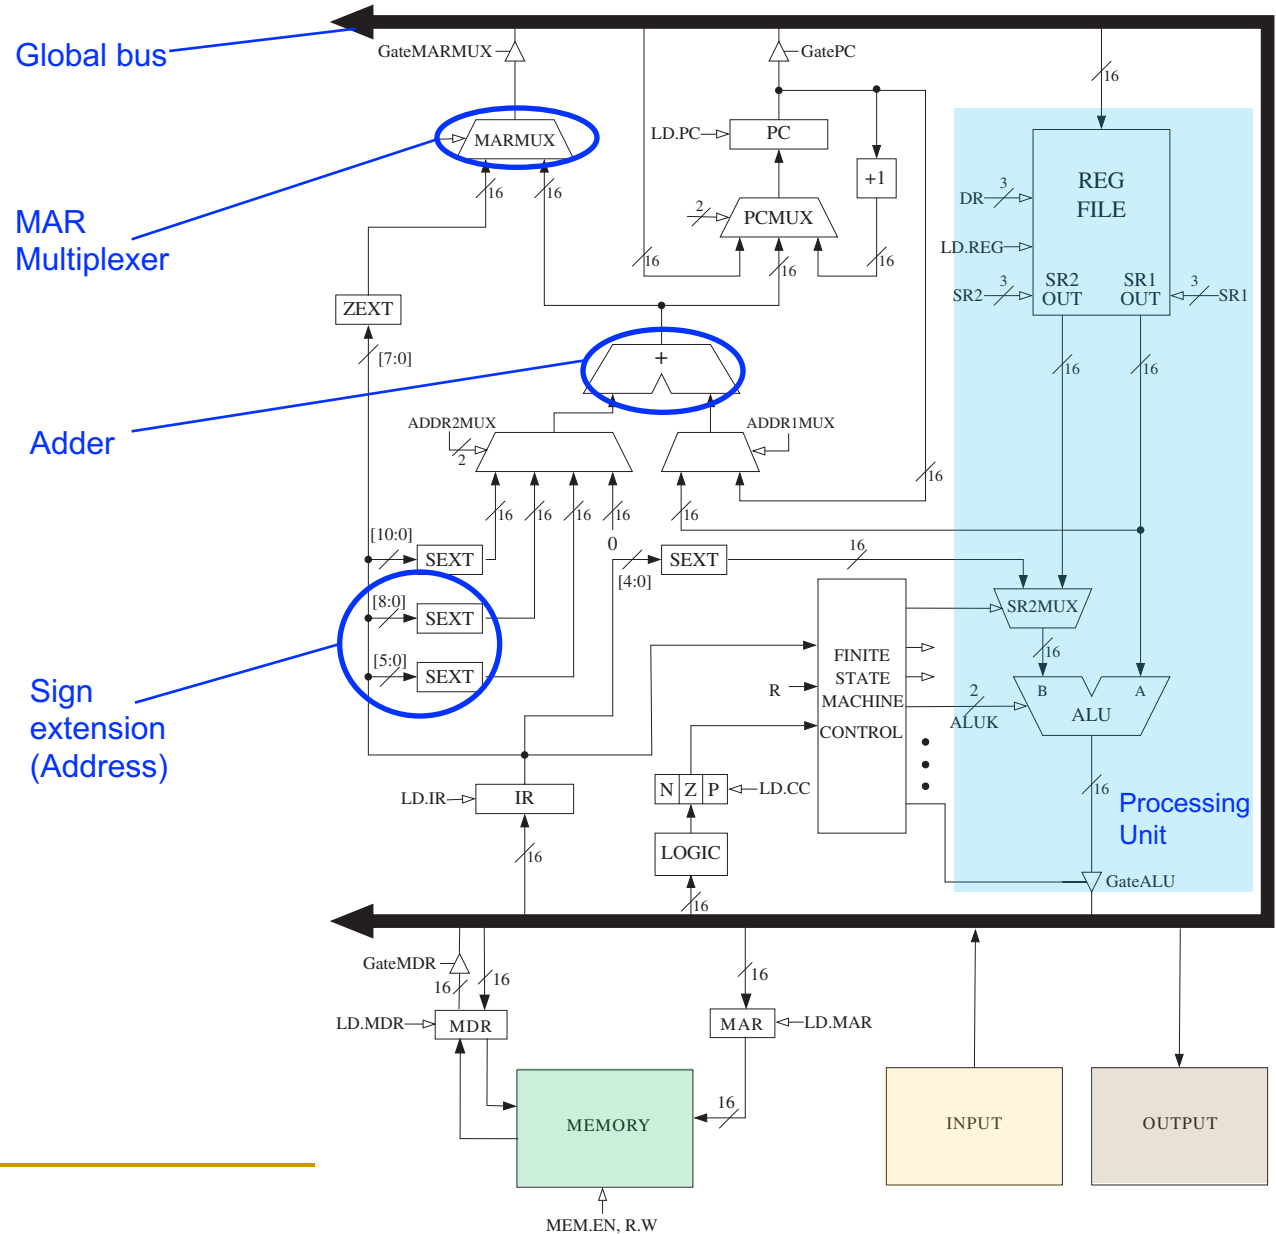 Global bus
GateMARMUX
GatePC
16
MARMUX
LD.PC
PC
+1
REG
FILE
DR
3
16
16
MAR
Multiplexer
2
PCMUX
LD.REG
16
16
16
SR2
3
SR2
OUT
SR1
OUT
3
SR1
ZEXT
[7:0]
+
16
16
Adder
ADDR2MUX
2
ADDR1MUX
16
16
16
16
16
16
0
[10:0]
SEXT
[4:0]
SEXT
16
[8:0]
SEXT
SR2MUX
16
[5:0]
SEXT
FINITE
STATE
MACHINE
CONTROL
R
B
A
ALU
2
ALUK
Sign
extension
(Address)
LD.IR
IR
N Z P
LD.CC
16
Processing
Unit
16
LOGIC
16
GateALU
GateMDR
16
16
16
LD.MDR
MDR
MAR
LD.MAR
16
MEMORY
INPUT
OUTPUT
MEM.EN, R.W